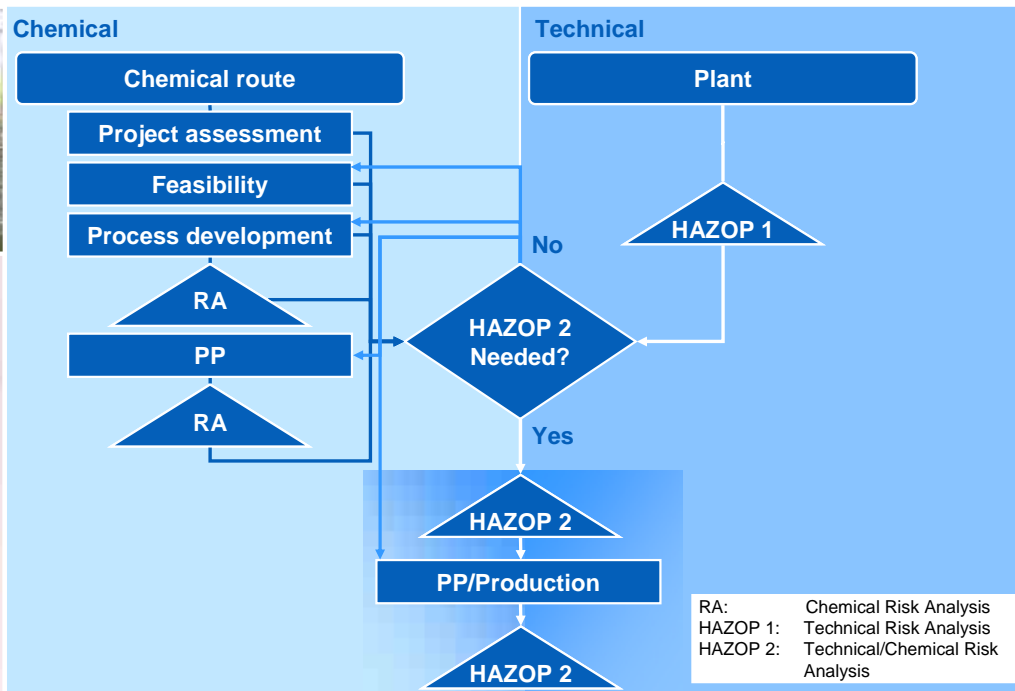 Chemical
Technical
Chemical route
Plant
Project assessment
Feasibility
Process development
HAZOP 1
No
RA
HAZOP 2
Needed?
PP
RA
Yes
HAZOP 2
PP/Production
HAZOP 2
RA: Chemical Risk Analysis
HAZOP 1: Technical Risk Analysis
HAZOP 2: Technical/Chemical Risk
Analysis